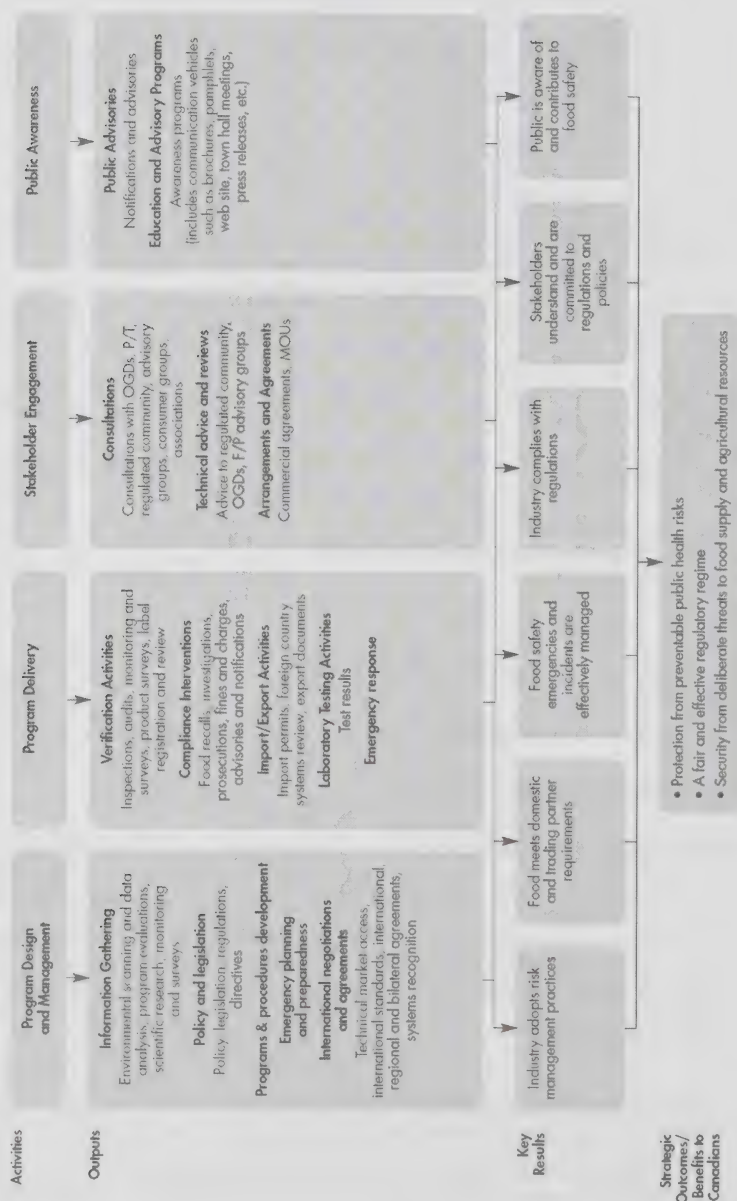 Activities
Program Design
and Management
Program Delivery
Stakeholder Engagement
Public Awareness
Outputs
Information Gathering
Environmental scanning and data
analysis, program evaluations,
scientific research, monitoring
and surveys
Policy and legislation
Policy, legislation, regulations,
directives
Programs & procedures development
Emergency planning
and preparedness
International negotiations
and agreements
Technical market access,
international standards, international,
regional and bilateral agreements,
systems recognition
Verification Activities
Inspections, audits, monitoring and
surveys, product surveys, label
registration and review
Compliance Interventions
Food recalls, investigations,
prosecutions, fines and charges,
advisories and notifications
Import/Export Activities
Import permits, foreign country
systems review, export documents
Laboratory Testing Activities
Test results
Emergency response
Consultations
Consultations with OGDs, P/T,
regulated community, advisory
groups, consumer groups,
associations
Technical advice and reviews
Advice to regulated community,
OGDs, F/P advisory groups
Arrangements and Agreements
Commercial agreements, MOUs
Public Advisories
Notifications and advisories
Education and Advisory Programs
Awareness programs
(includes communication vehicles
such as brochures, pamphlets,
web site, town hall meetings,
press releases, etc.)
Key
Results
Industry adopts risk
management practices
Food meets domestic
and trading partner
requirements
Food safety
emergencies and
incidents are
effectively managed
Industry complies with
regulations
Stakeholders
understand and are
committed to
regulations and
policies
Public is aware of
and contributes to
food safety
Strategic
Outcomes/
Benefits to
Canadians
• Protection from preventable public health risks
• A fair and effective regulatory regime
• Security from deliberate threats to food supply and agricultural resources